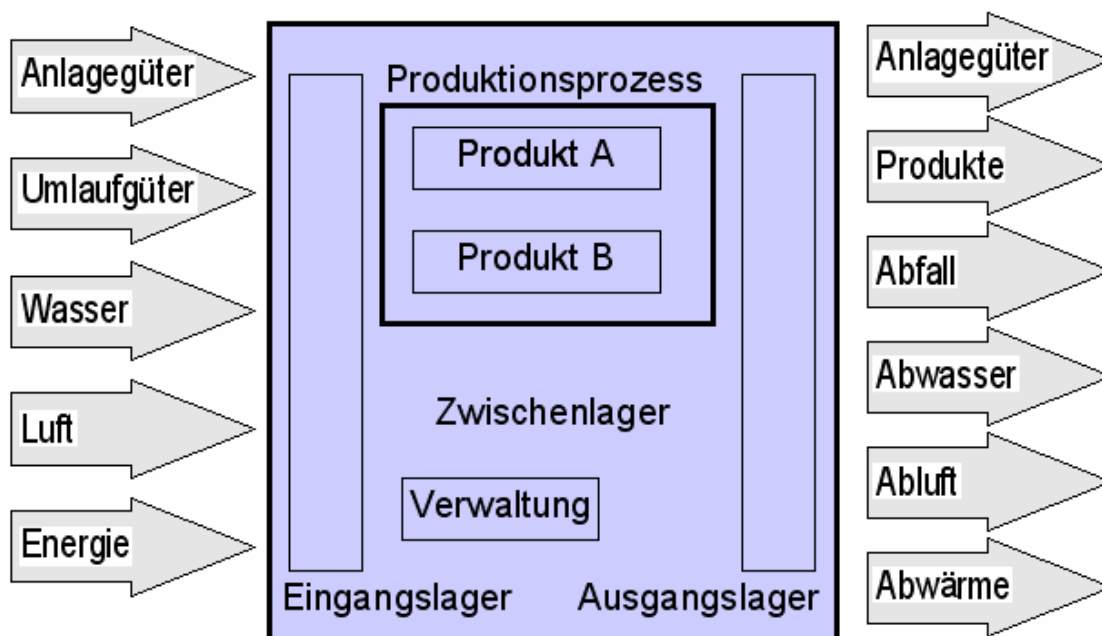 Anlagegüter
Umlaufgüter
Wasser
Luft
Energie
Produktionsprozess
Produkt A
Produkt B
Zwischenlager
Verwaltung
Eingangslager
Ausgangslager
Anlagegüter
Produkte
Abfall
Abwasser
Abluft
Abwärme